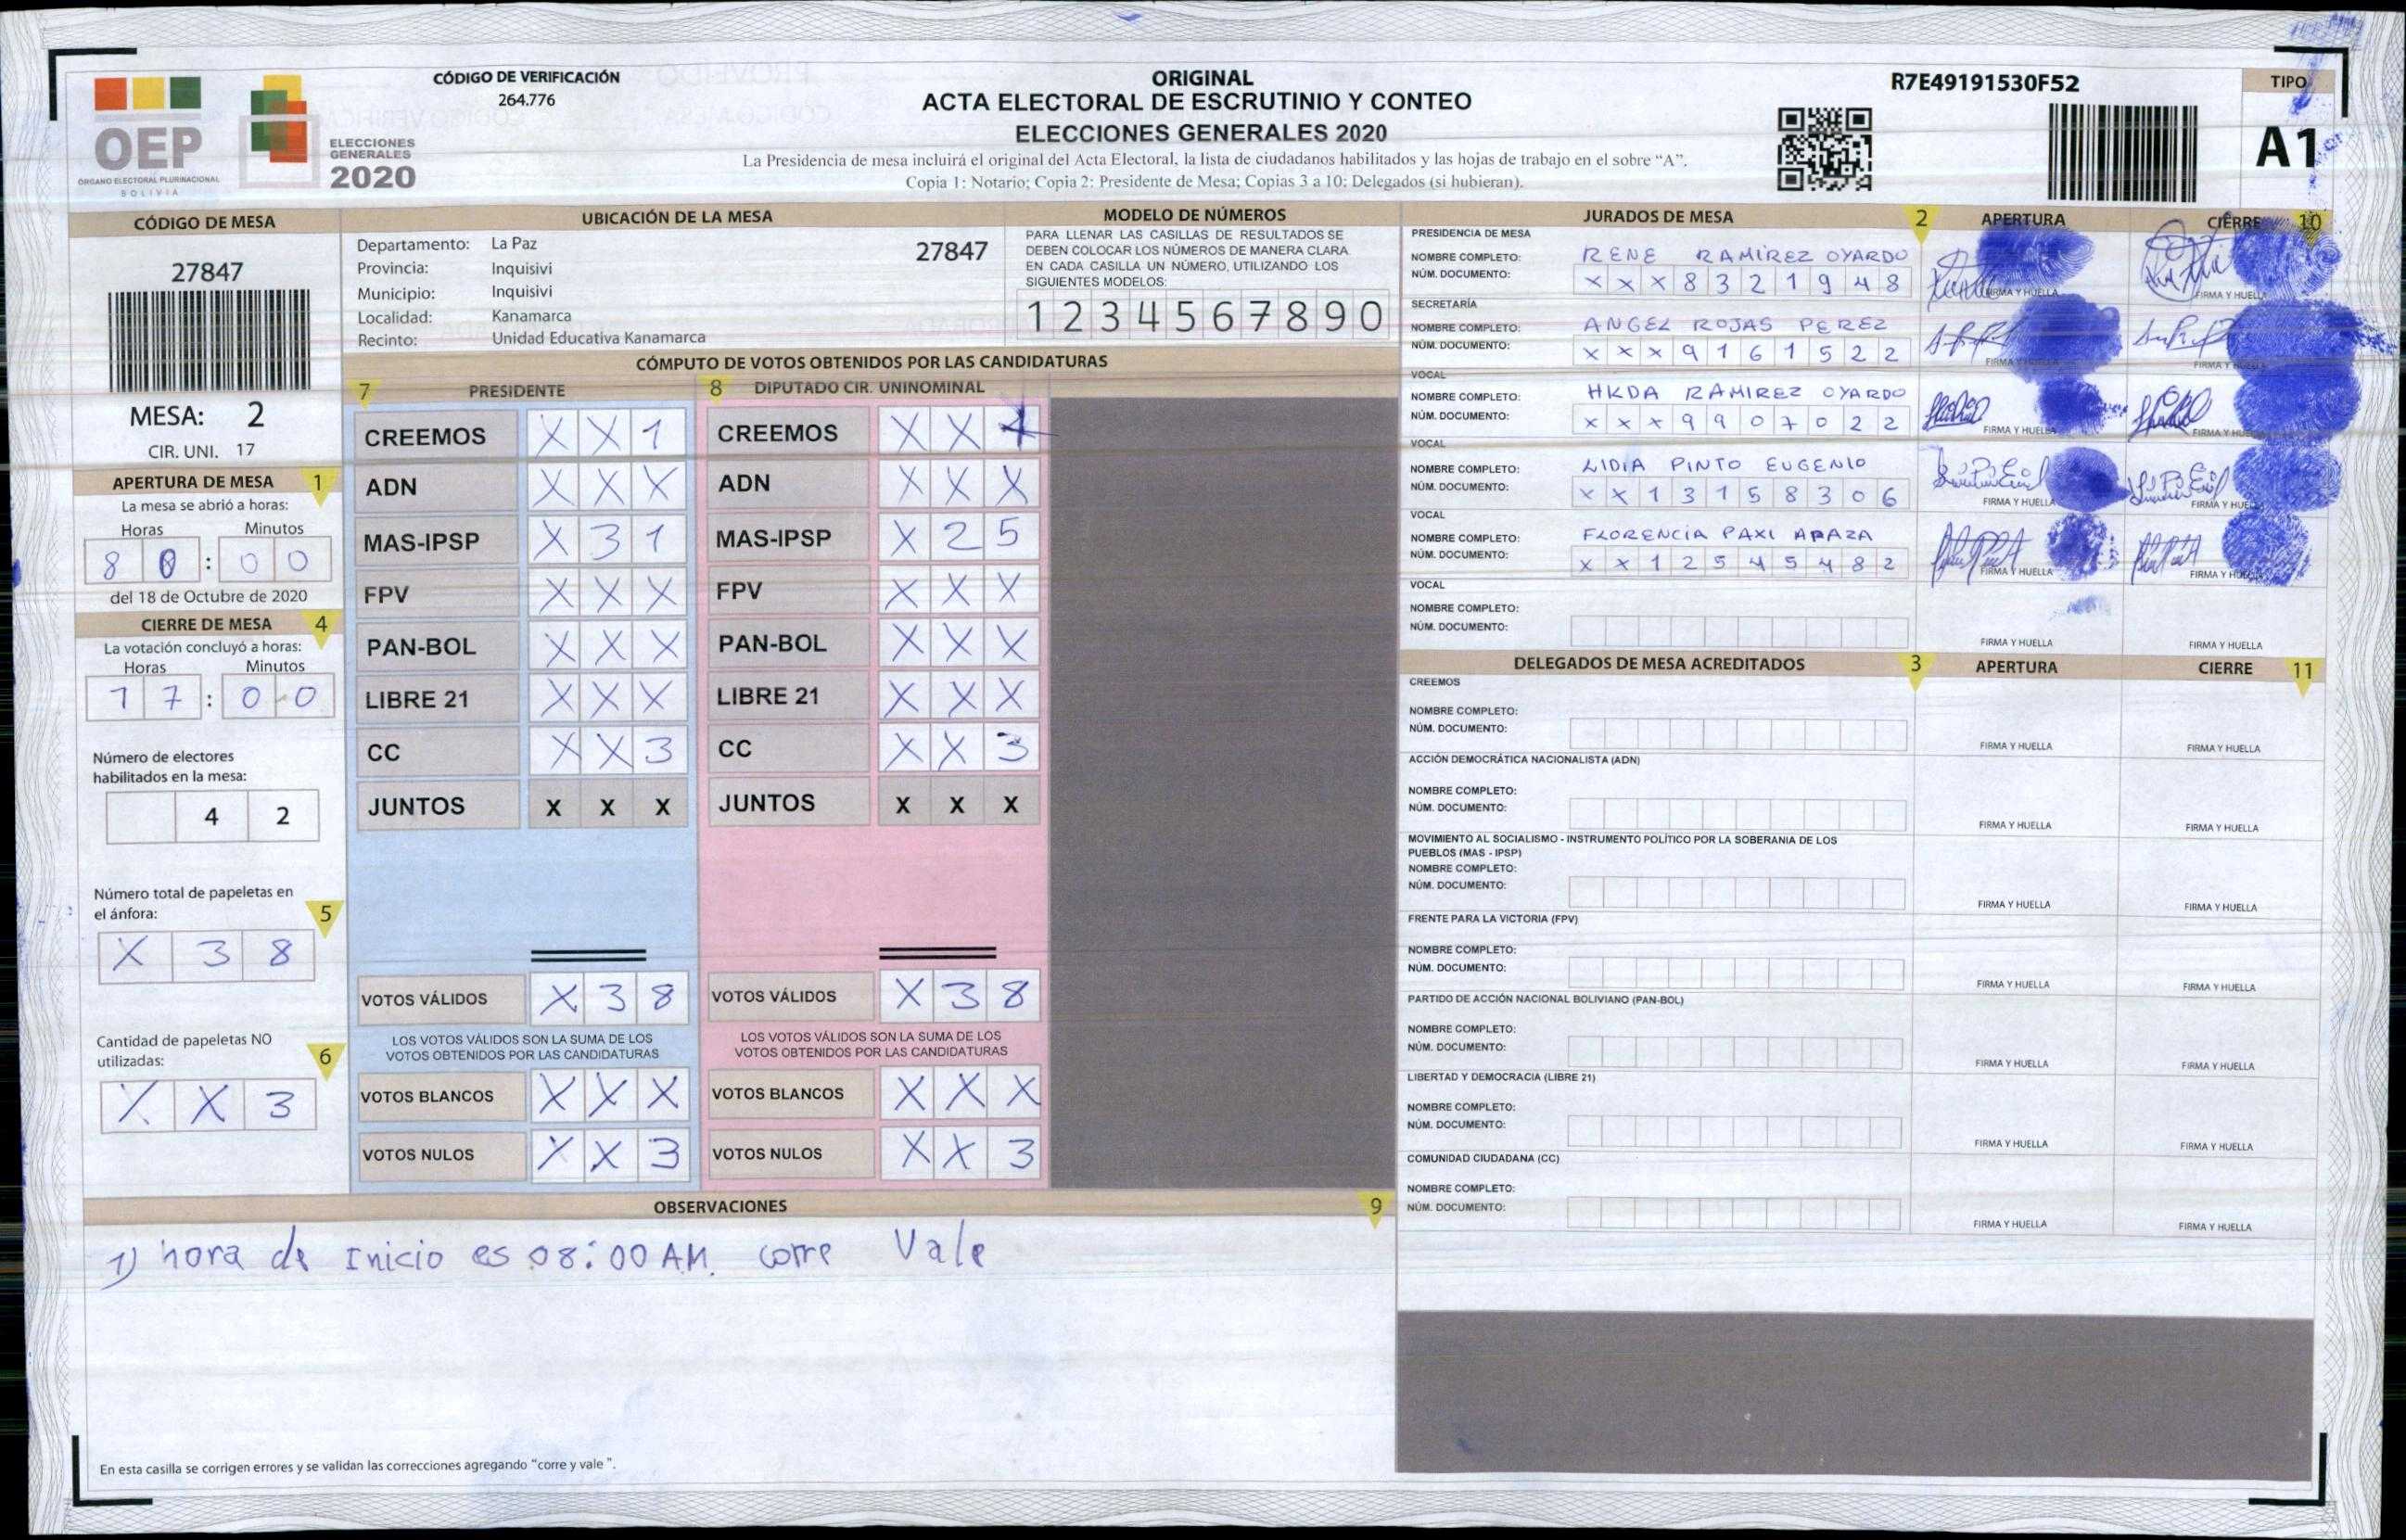 CÓDIGO DE VERIFICACIÓN
264.776
OEP
ÓRGANO ELECTORAL PLURINACIONAL
BOLIVIA
ELECCIONES
GENERALES
2020
ORIGINAL
ACTA ELECTORAL DE ESCRUTINIO Y CONTEO
ELECCIONES GENERALES 2020
La Presidencia de mesa incluirá el original del Acta Electoral, la lista de ciudadanos habilitados y las hojas de trabajo en el sobre “A”.
Copia 1: Notario; Copia 2: Presidente de Mesa; Copias 3 a 10: Delegados (si hubieran).
R7E49191530F52
TIPO
A1
CÓDIGO DE MESA
27847
MESA: 2
CIR. UNI. 17
APERTURA DE MESA 1
La mesa se abrió a horas:
Horas Minutos
8 0 : 0 0
del 18 de Octubre de 2020
CIERRE DE MESA 4
La votación concluyó a horas:
Horas Minutos
1 7 : 0 0
Número de electores
habilitados en la mesa:
4 2
Número total de papeletas en
el ánfora: 5
X 3 8
Cantidad de papeletas NO
utilizadas: 6
X X 3
UBICACIÓN DE LA MESA
Departamento: La Paz 27847
Provincia: Inquisivi
Municipio: Inquisivi
Localidad: Kanamarca
Recinto: Unidad Educativa Kanamarca
MODELO DE NÚMEROS
PARA LLENAR LAS CASILLAS DE RESULTADOS SE
DEBEN COLOCAR LOS NÚMEROS DE MANERA CLARA
EN CADA CASILLA UN NÚMERO, UTILIZANDO LOS
SIGUIENTES MODELOS:
1 2 3 4 5 6 7 8 9 0
CÓMPUTO DE VOTOS OBTENIDOS POR LAS CANDIDATURAS
7 PRESIDENTE
CREEMOS X X 1
ADN X X X
MAS-IPSP X 3 1
FPV X X X
PAN-BOL X X X
LIBRE 21 X X X
CC X X 3
JUNTOS X X X
VOTOS VÁLIDOS X 3 8
LOS VOTOS VÁLIDOS SON LA SUMA DE LOS
VOTOS OBTENIDOS POR LAS CANDIDATURAS
VOTOS BLANCOS X X X
VOTOS NULOS X X 3
8 DIPUTADO CIR. UNINOMINAL
CREEMOS X X
ADN X X X
MAS-IPSP X 2 5
FPV X X X
PAN-BOL X X X
LIBRE 21 X X X
CC X X 3
JUNTOS X X X
VOTOS VÁLIDOS X 3 8
LOS VOTOS VÁLIDOS SON LA SUMA DE LOS
VOTOS OBTENIDOS POR LAS CANDIDATURAS
VOTOS BLANCOS X X X
VOTOS NULOS X X 3
OBSERVACIONES 9
1) hora de Inicio es 08:00 AM. corre Vale
En esta casilla se corrigen errores y se validan las correcciones agregando “corre y vale ”.
JURADOS DE MESA 2 APERTURA CIERRE 10
PRESIDENCIA DE MESA
NOMBRE COMPLETO: RENE RAMIREZ OYARDO
NÚM. DOCUMENTO: X X X 8 3 2 1 9 4 8
FIRMA Y HUELLA FIRMA Y HUELLA
SECRETARÍA
NOMBRE COMPLETO: ANGEL ROJAS PEREZ
NÚM. DOCUMENTO: X X X 9 1 6 1 5 2 2
FIRMA Y HUELLA FIRMA Y HUELLA
VOCAL
NOMBRE COMPLETO: HKDA RAMIREZ OYARDO
NÚM. DOCUMENTO: X X X 9 9 0 7 0 2 2
FIRMA Y HUELLA FIRMA Y HUELLA
VOCAL
NOMBRE COMPLETO: LIDIA PINTO EUGENIO
NÚM. DOCUMENTO: X X 1 3 1 5 8 3 0 6
FIRMA Y HUELLA FIRMA Y HUELLA
VOCAL
NOMBRE COMPLETO: FLORENCIA PAXI APAZA
NÚM. DOCUMENTO: X X 1 2 5 4 5 4 8 2
FIRMA Y HUELLA FIRMA Y HUELLA
VOCAL
NOMBRE COMPLETO:
NÚM. DOCUMENTO:
FIRMA Y HUELLA FIRMA Y HUELLA
DELEGADOS DE MESA ACREDITADOS 3 APERTURA CIERRE 11
CREEMOS
NOMBRE COMPLETO:
NÚM. DOCUMENTO:
FIRMA Y HUELLA FIRMA Y HUELLA
ACCIÓN DEMOCRÁTICA NACIONALISTA (ADN)
NOMBRE COMPLETO:
NÚM. DOCUMENTO:
FIRMA Y HUELLA FIRMA Y HUELLA
MOVIMIENTO AL SOCIALISMO - INSTRUMENTO POLÍTICO POR LA SOBERANIA DE LOS
PUEBLOS (MAS - IPSP)
NOMBRE COMPLETO:
NÚM. DOCUMENTO:
FIRMA Y HUELLA FIRMA Y HUELLA
FRENTE PARA LA VICTORIA (FPV)
NOMBRE COMPLETO:
NÚM. DOCUMENTO:
FIRMA Y HUELLA FIRMA Y HUELLA
PARTIDO DE ACCIÓN NACIONAL BOLIVIANO (PAN-BOL)
NOMBRE COMPLETO:
NÚM. DOCUMENTO:
FIRMA Y HUELLA FIRMA Y HUELLA
LIBERTAD Y DEMOCRACIA (LIBRE 21)
NOMBRE COMPLETO:
NÚM. DOCUMENTO:
FIRMA Y HUELLA FIRMA Y HUELLA
COMUNIDAD CIUDADANA (CC)
NOMBRE COMPLETO:
NÚM. DOCUMENTO:
FIRMA Y HUELLA FIRMA Y HUELLA